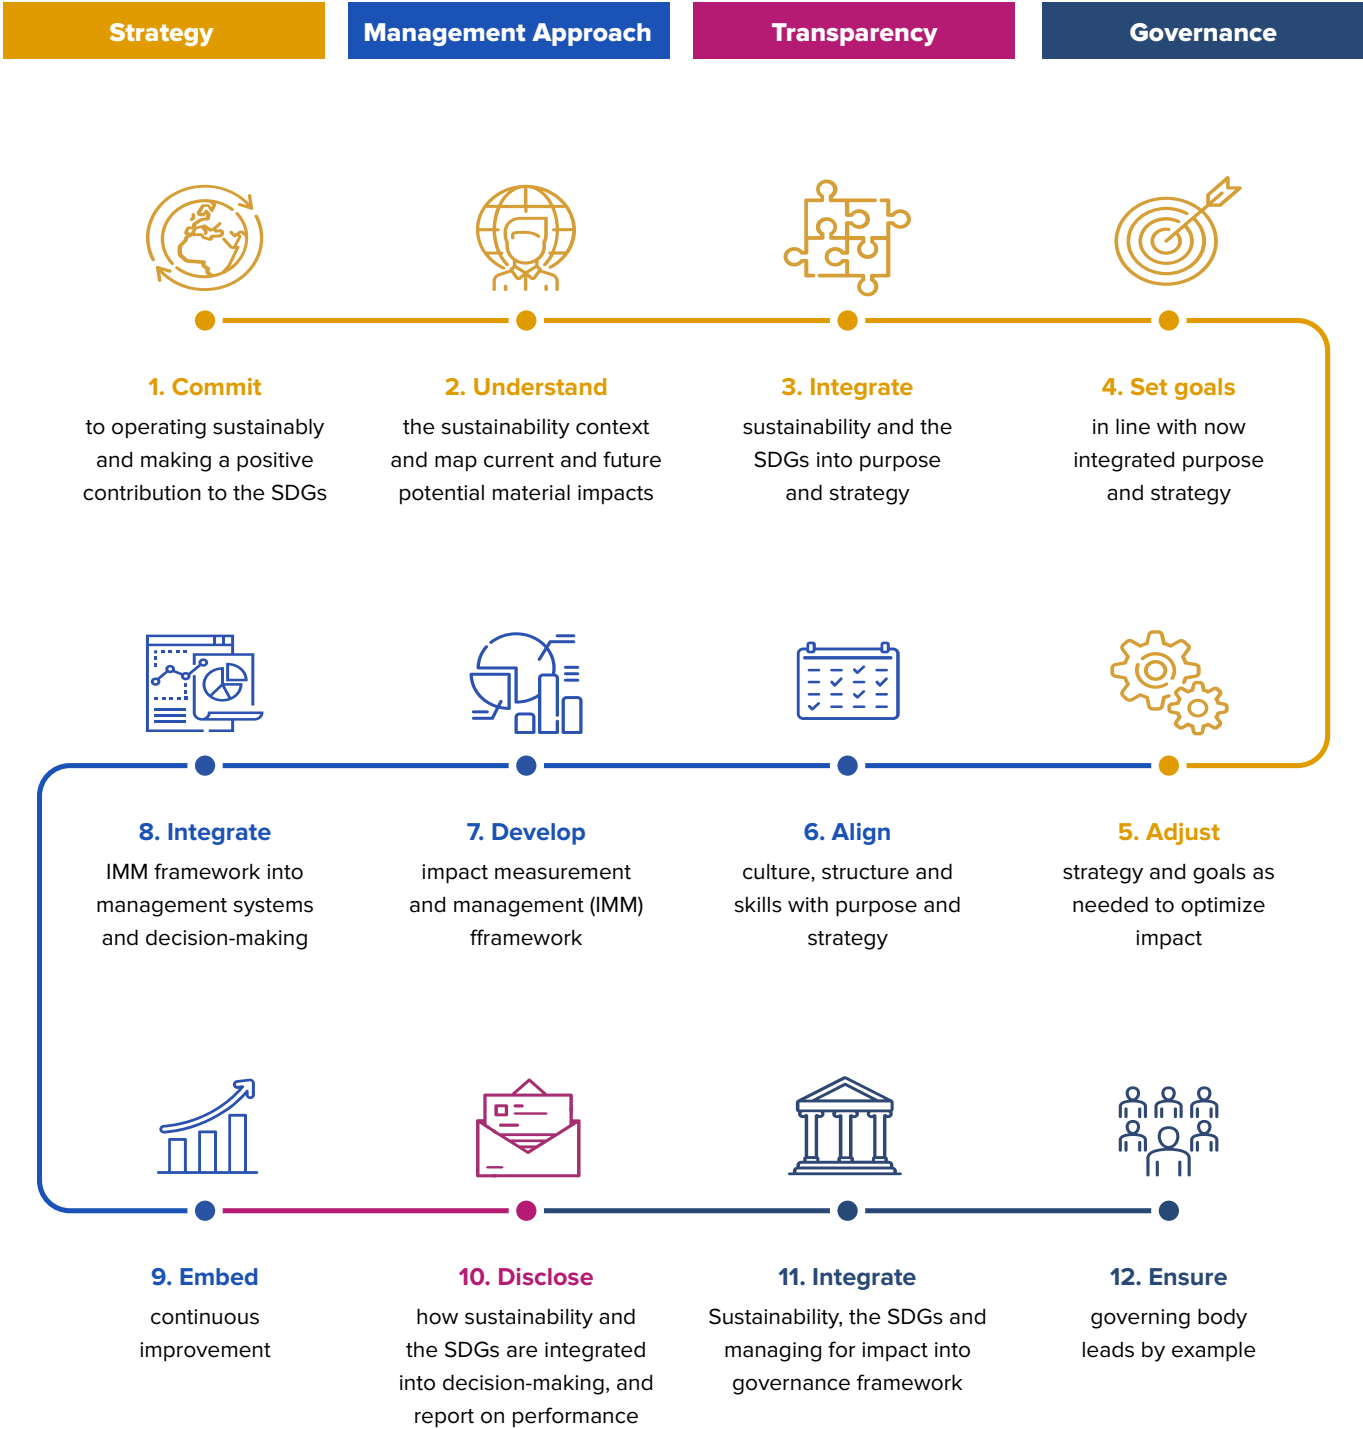 Strategy
Management Approach
Transparency
Governance
1. Commit
to operating sustainably
and making a positive
contribution to the SDGs
2. Understand
the sustainability context
and map current and future
potential material impacts
3. Integrate
sustainability and the
SDGs into purpose
and strategy
4. Set goals
in line with now
integrated purpose
and strategy
5. Adjust
strategy and goals as
needed to optimize
impact
6. Align
culture, structure and
skills with purpose and
strategy
7. Develop
impact measurement
and management (IMM)
fframework
8. Integrate
IMM framework into
management systems
and decision-making
9. Embed
continuous
improvement
10. Disclose
how sustainability and
the SDGs are integrated
into decision-making, and
report on performance
11. Integrate
Sustainability, the SDGs and
managing for impact into
governance framework
12. Ensure
governing body
leads by example